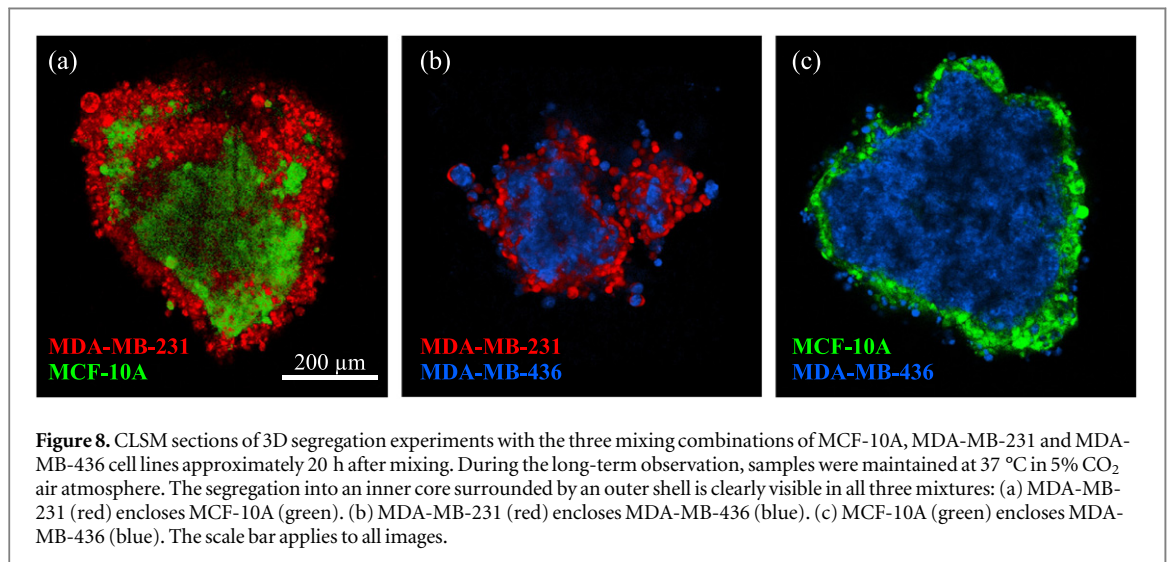 (a)
MDA-MB-231
MCF-10A
200 μm
(b)
MDA-MB-231
MDA-MB-436
(c)
MCF-10A
MDA-MB-436
Figure 8. CLSM sections of 3D segregation experiments with the three mixing combinations of MCF-10A, MDA-MB-231 and MDA-
MB-436 cell lines approximately 20 h after mixing. During the long-term observation, samples were maintained at 37 °C in 5% CO₂
air atmosphere. The segregation into an inner core surrounded by an outer shell is clearly visible in all three mixtures: (a) MDA-MB-
231 (red) encloses MCF-10A (green). (b) MDA-MB-231 (red) encloses MDA-MB-436 (blue). (c) MCF-10A (green) encloses MDA-
MB-436 (blue). The scale bar applies to all images.